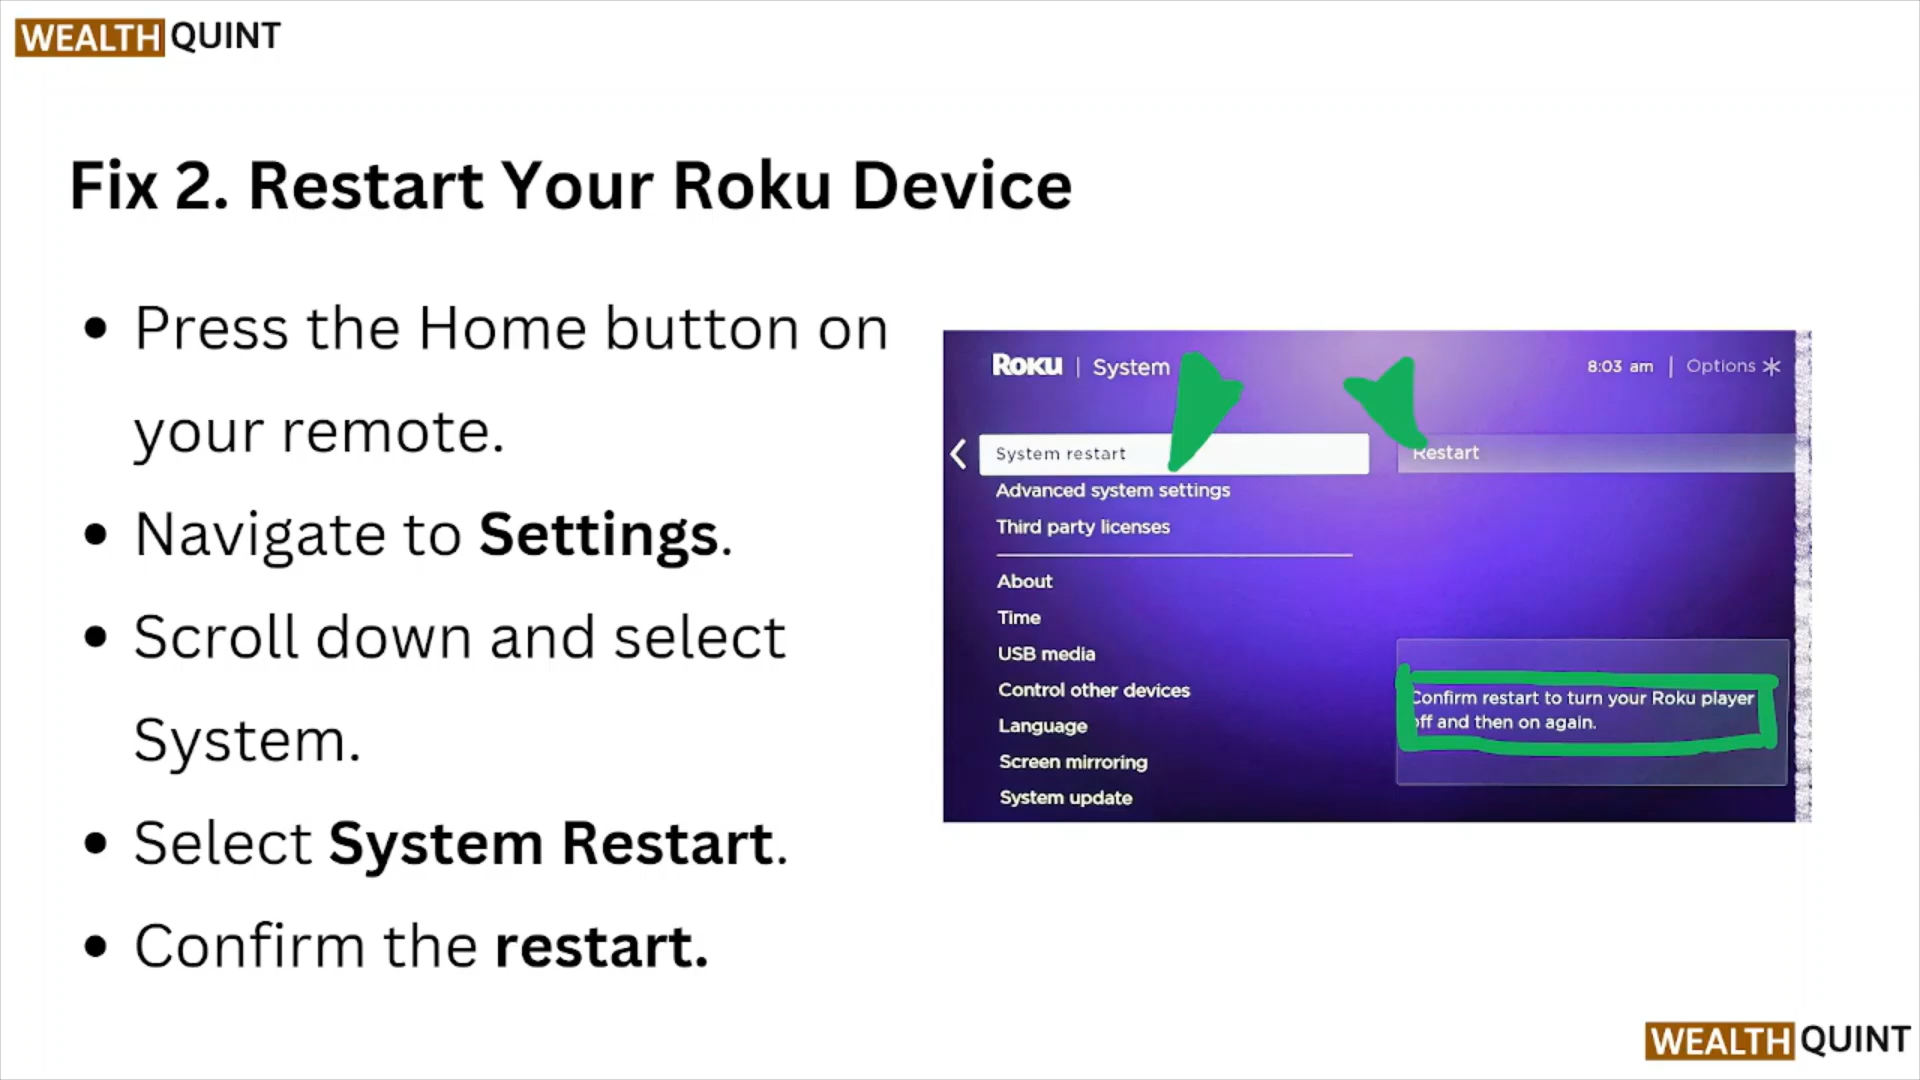 WEALTH QUINT
Fix 2. Restart Your Roku Device
• Press the Home button on
your remote.
• Navigate to Settings.
• Scroll down and select
System.
• Select System Restart.
• Confirm the restart.
Roku | System
8:03 am | Options
System restart
Restart
Advanced system settings
Third party licenses
About
Time
USB media
Control other devices
Language
Screen mirroring
System update
Confirm restart to turn your Roku player
off and then on again.
WEALTH QUINT